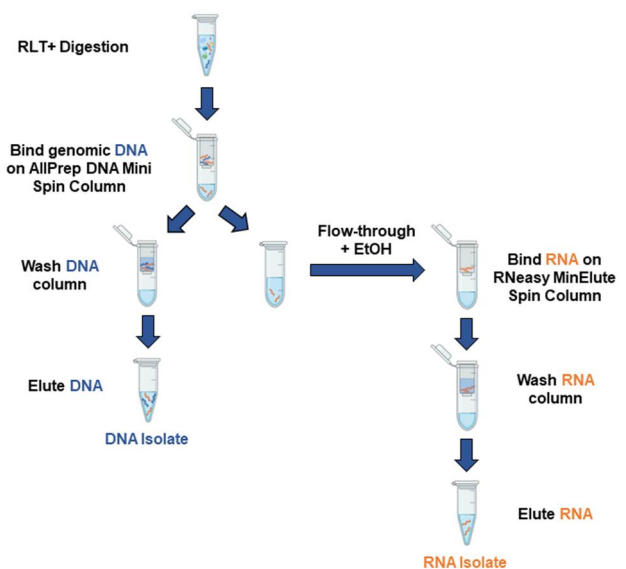 RLT+ Digestion
Bind genomic DNA
on AllPrep DNA Mini
Spin Column
Wash DNA
column
Flow-through
+ EtOH
Bind RNA on
RNeasy MinElute
Spin Column
Elute DNA
DNA Isolate
Wash RNA
column
Elute RNA
RNA Isolate